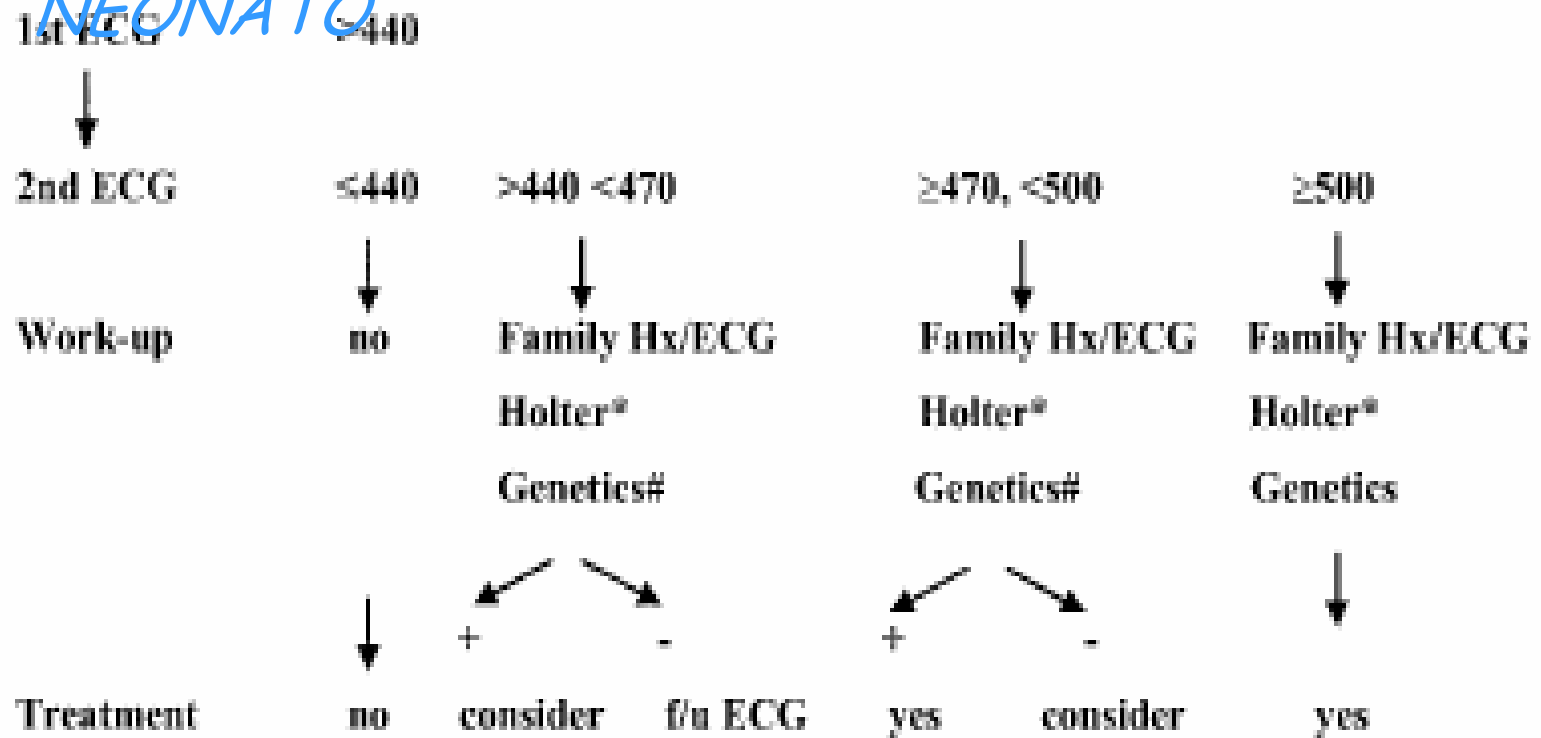 NEONATO
1st ECG >440
2nd ECG ≤440 >440 <470 ≥470, <500 ≥500
Work-up no Family Hx/ECG Family Hx/ECG Family Hx/ECG
Holter* Holter* Holter*
Genetics# Genetics# Genetics
+ - + -
Treatment no consider f/u ECG yes consider yes